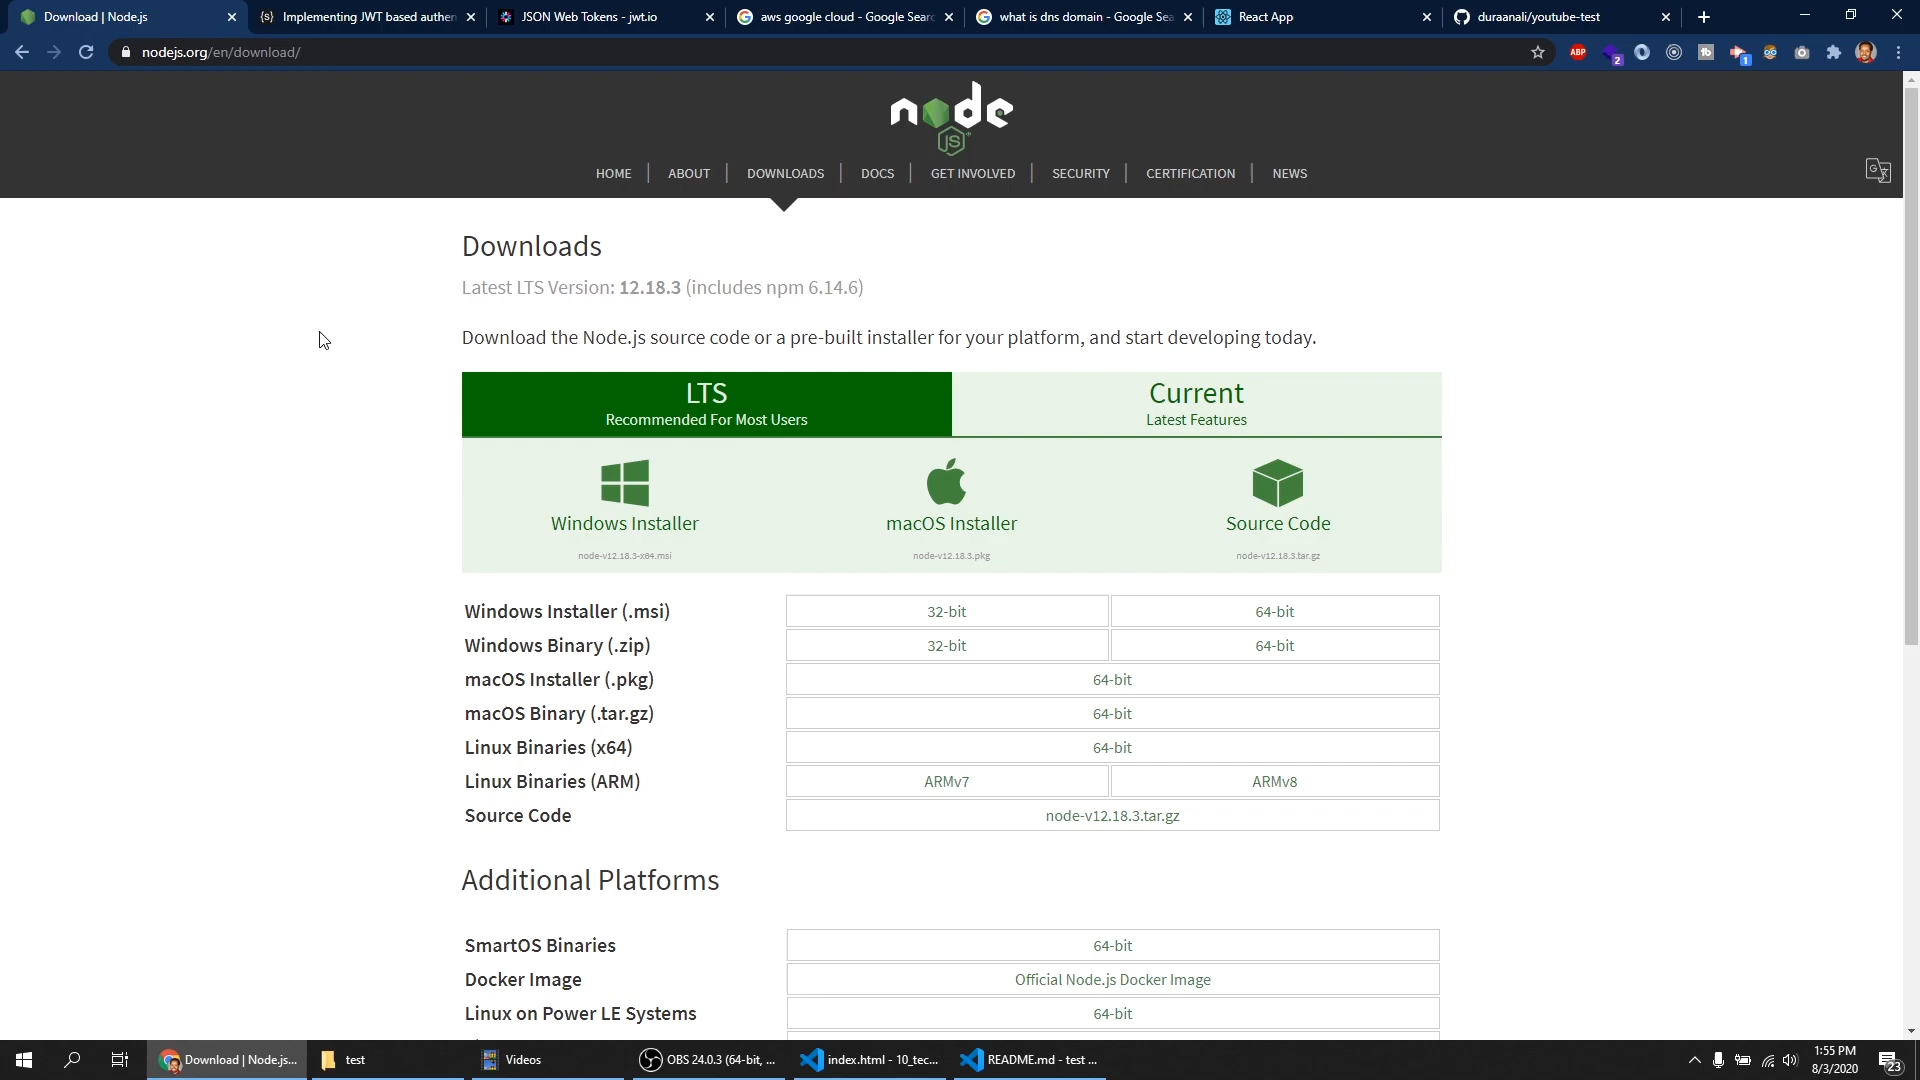 Download | Node.js
Implementing JWT based authen
JSON Web Tokens - jwt.io
aws google cloud - Google Searc
what is dns domain - Google Sea
React App
duraanali/youtube-test
nodejs.org/en/download/
ABP
2
1
node
JS
HOME
ABOUT
DOWNLOADS
DOCS
GET INVOLVED
SECURITY
CERTIFICATION
NEWS
Downloads
Latest LTS Version: 12.18.3 (includes npm 6.14.6)
Download the Node.js source code or a pre-built installer for your platform, and start developing today.
LTS
Recommended For Most Users
Current
Latest Features
Windows Installer
node-v12.18.3-x64.msi
macOS Installer
node-v12.18.3.pkg
Source Code
node-v12.18.3.tar.gz
Windows Installer (.msi) 32-bit 64-bit
Windows Binary (.zip) 32-bit 64-bit
macOS Installer (.pkg) 64-bit
macOS Binary (.tar.gz) 64-bit
Linux Binaries (x64) 64-bit
Linux Binaries (ARM) ARMv7 ARMv8
Source Code node-v12.18.3.tar.gz
Additional Platforms
SmartOS Binaries 64-bit
Docker Image Official Node.js Docker Image
Linux on Power LE Systems 64-bit
Download | Node.js...
test
Videos
OBS 24.0.3 (64-bit, ...
index.html - 10_tec...
README.md - test ...
1:55 PM
8/3/2020
23